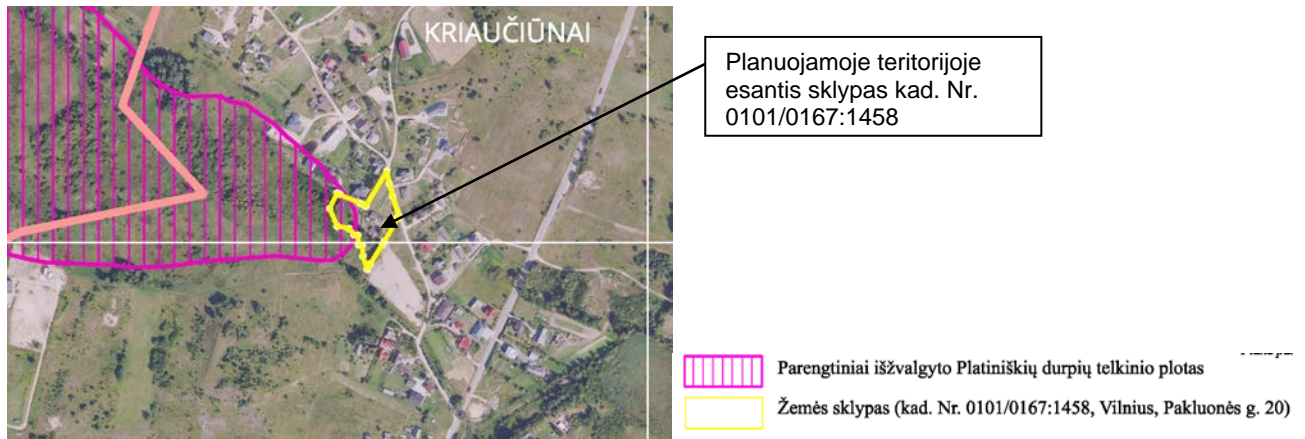 KRIAUČIŪNAI
Planuojamoje teritorijoje
esantis sklypas kad. Nr.
0101/0167:1458
Parengtiniai išžvalgyto Platiniškių durpių telkinio plotas
Žemės sklypas (kad. Nr. 0101/0167:1458, Vilnius, Pakluonės g. 20)